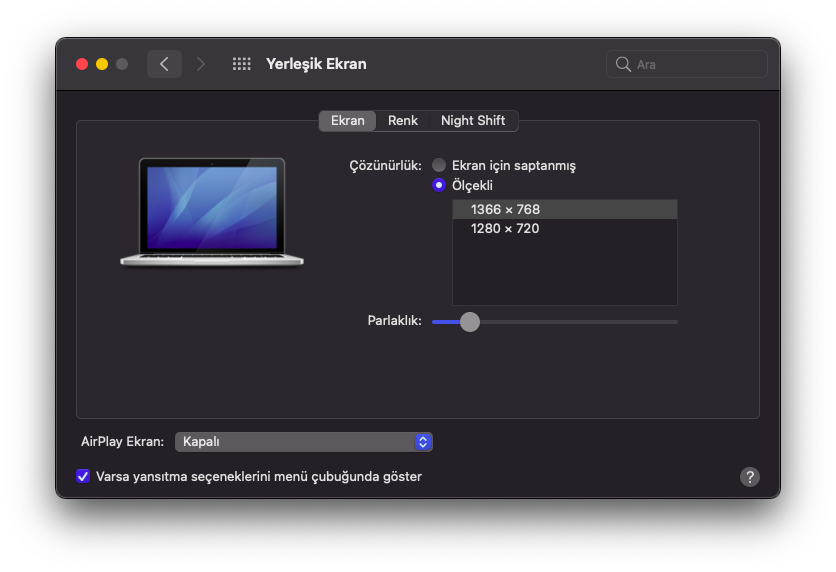 Yerleşik Ekran
Ara
Ekran Renk Night Shift
Çözünürlük: Ekran için saptanmış
Ölçekli
1366 × 768
1280 × 720
Parlaklık:
AirPlay Ekran: Kapalı
Varsa yansıtma seçeneklerini menü çubuğunda göster ?